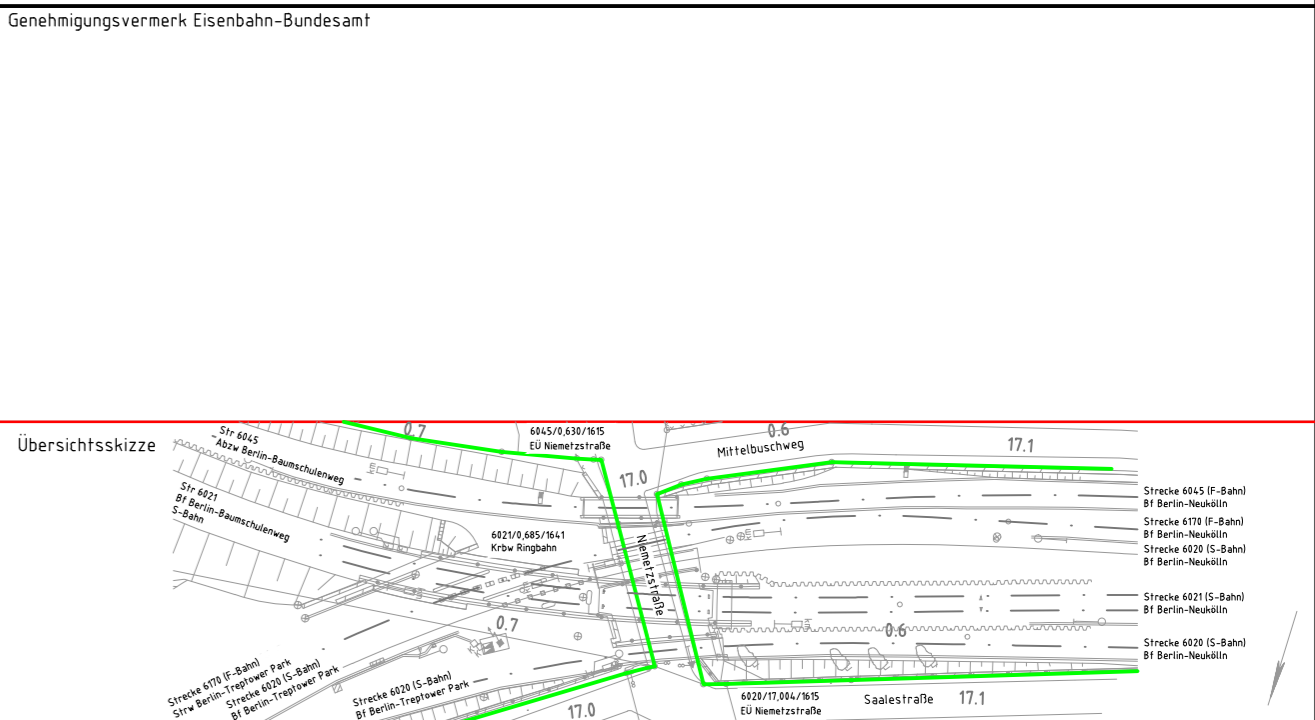 Genehmigungsvermerk Eisenbahn-Bundesamt
Übersichtsskizze
Str 6045
Abzw Berlin-Baumschulenweg
0.7
6045/0,630/1615
EÜ Niemetzstraße
0.6
Mittelbuschweg
17.1
17.0
Str 6021
Bf Berlin-Baumschulenweg
S-Bahn
6021/0,685/1641
Krbw Ringbahn
Niemetzstraße
Strecke 6045 (F-Bahn)
Bf Berlin-Neukölln
Strecke 6170 (F-Bahn)
Bf Berlin-Neukölln
Strecke 6020 (S-Bahn)
Bf Berlin-Neukölln
Strecke 6021 (S-Bahn)
Bf Berlin-Neukölln
Strecke 6020 (S-Bahn)
Bf Berlin-Neukölln
0.7
0.6
Strecke 6170 (F-Bahn)
Strw Berlin-Treptower Park
Strecke 6020 (S-Bahn)
Bf Berlin-Treptower Park
Strecke 6020 (S-Bahn)
Bf Berlin-Treptower Park
17.0
6020/17,004/1615
EÜ Niemetzstraße
Saalestraße
17.1